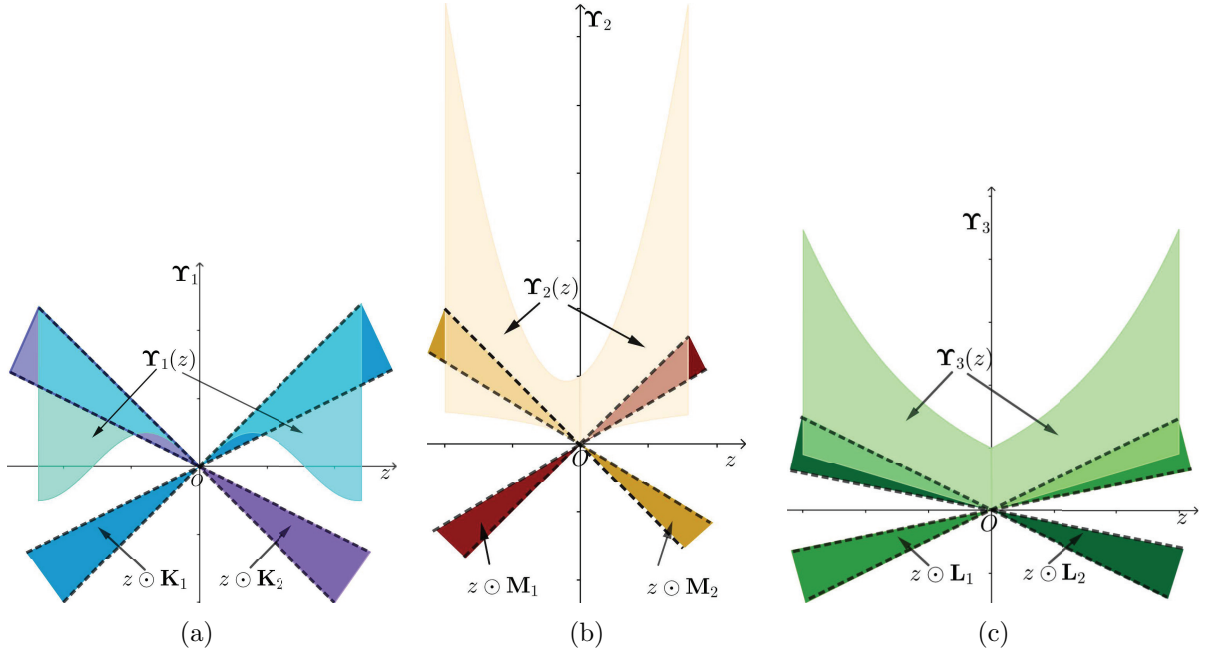 𝚼₁
𝚼₁(z)
O
z
z ⊙ 𝐊₁
z ⊙ 𝐊₂
(a)
𝚼₂
𝚼₂(z)
O
z
z ⊙ 𝐌₁
z ⊙ 𝐌₂
(b)
𝚼₃
𝚼₃(z)
O
z
z ⊙ 𝐋₁
z ⊙ 𝐋₂
(c)